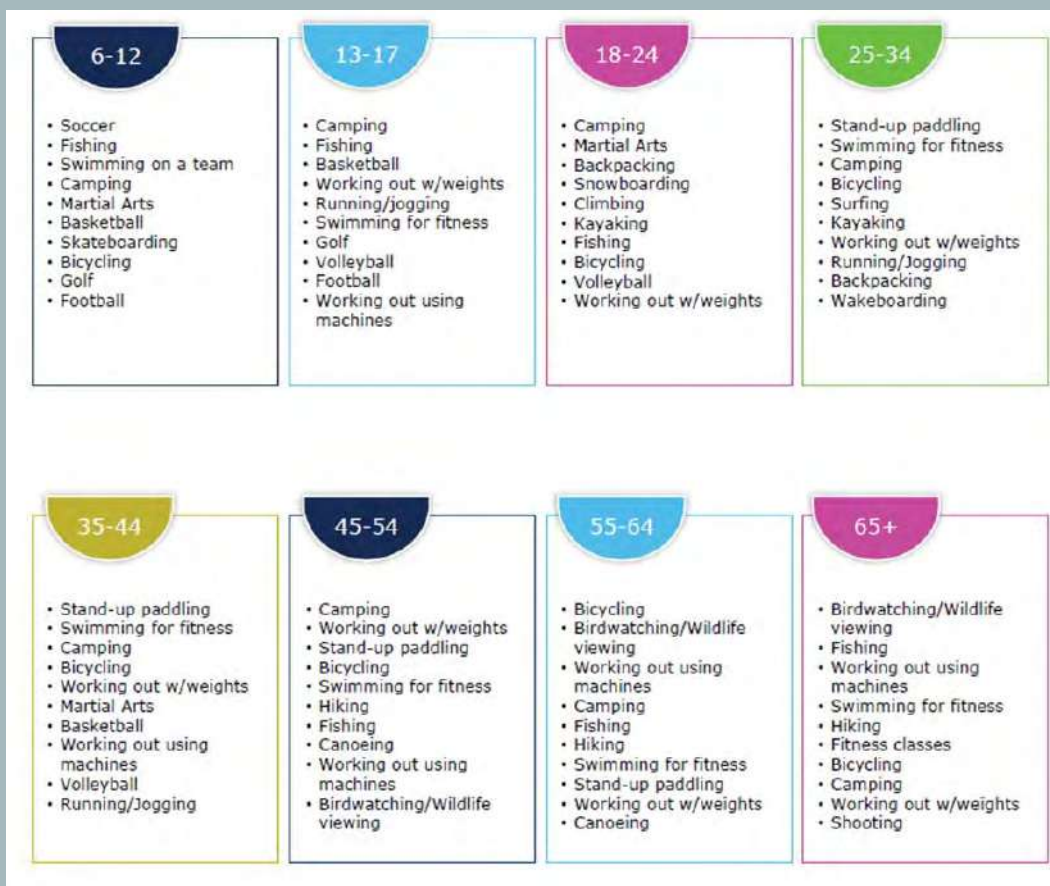 6-12
• Soccer
• Fishing
• Swimming on a team
• Camping
• Martial Arts
• Basketball
• Skateboarding
• Bicycling
• Golf
• Football
13-17
• Camping
• Fishing
• Basketball
• Working out w/weights
• Running/jogging
• Swimming for fitness
• Golf
• Volleyball
• Football
• Working out using
machines
18-24
• Camping
• Martial Arts
• Backpacking
• Snowboarding
• Climbing
• Kayaking
• Fishing
• Bicycling
• Volleyball
• Working out w/weights
25-34
• Stand-up paddling
• Swimming for fitness
• Camping
• Bicycling
• Surfing
• Kayaking
• Working out w/weights
• Running/Jogging
• Backpacking
• Wakeboarding
35-44
• Stand-up paddling
• Swimming for fitness
• Camping
• Bicycling
• Working out w/weights
• Martial Arts
• Basketball
• Working out using
machines
• Volleyball
• Running/Jogging
45-54
• Camping
• Working out w/weights
• Stand-up paddling
• Bicycling
• Swimming for fitness
• Hiking
• Fishing
• Canoeing
• Working out using
machines
• Birdwatching/Wildlife
viewing
55-64
• Bicycling
• Birdwatching/Wildlife
viewing
• Working out using
machines
• Camping
• Fishing
• Hiking
• Swimming for fitness
• Stand-up paddling
• Working out w/weights
• Canoeing
65+
• Birdwatching/Wildlife
viewing
• Fishing
• Working out using
machines
• Swimming for fitness
• Hiking
• Fitness classes
• Bicycling
• Camping
• Working out w/weights
• Shooting